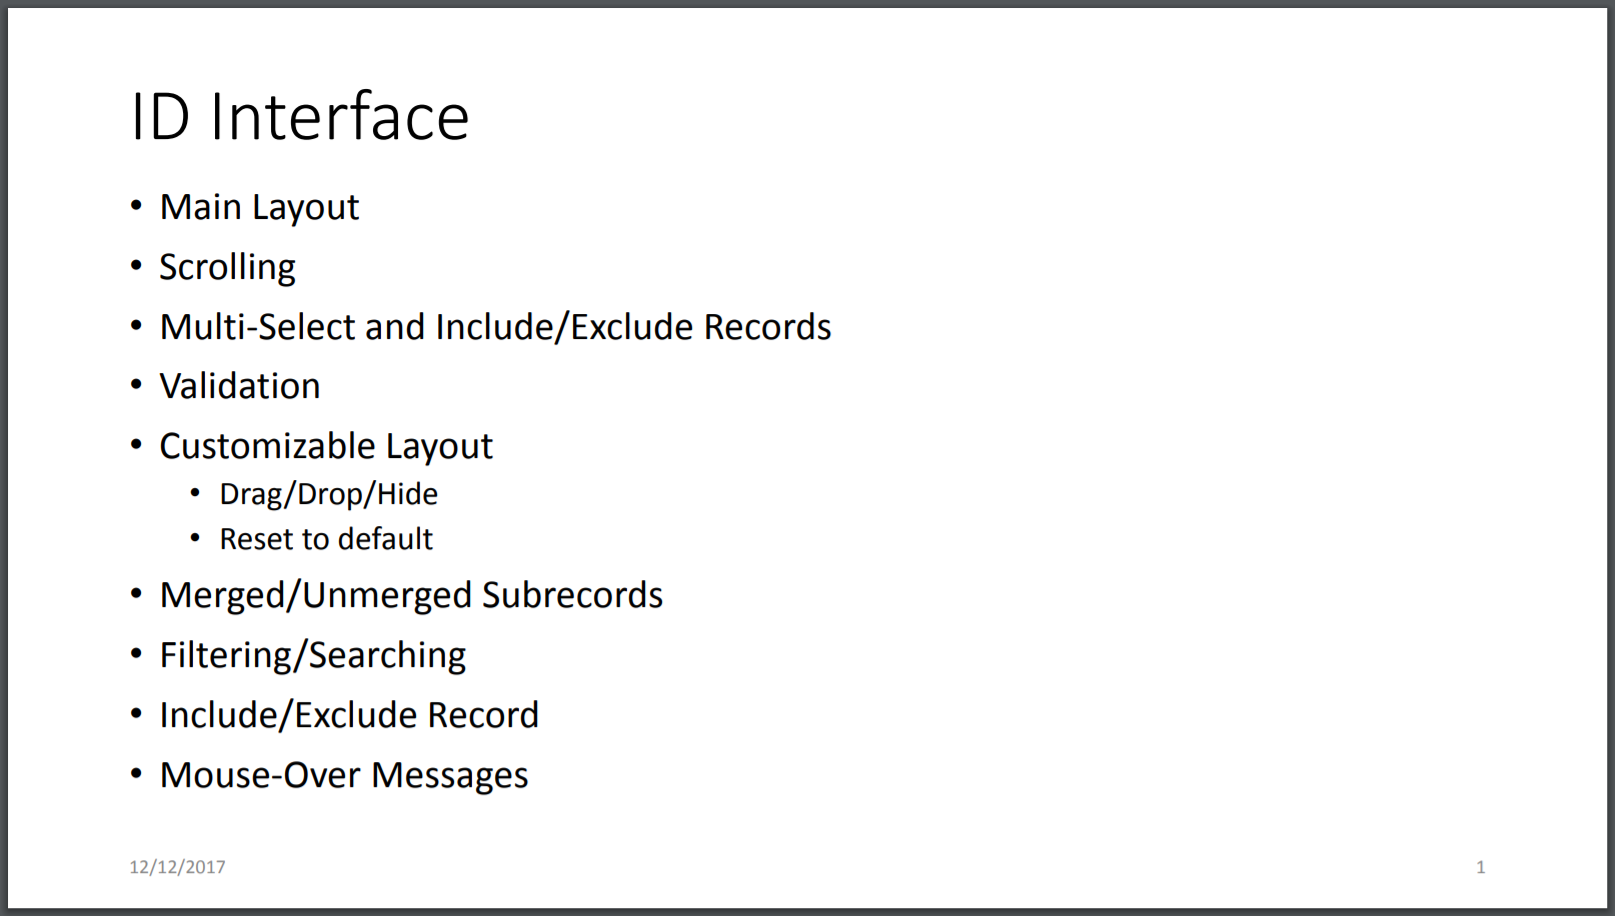 ID Interface
• Main Layout
• Scrolling
• Multi-Select and Include/Exclude Records
• Validation
• Customizable Layout
• Drag/Drop/Hide
• Reset to default
• Merged/Unmerged Subrecords
• Filtering/Searching
• Include/Exclude Record
• Mouse-Over Messages
12/12/2017
1